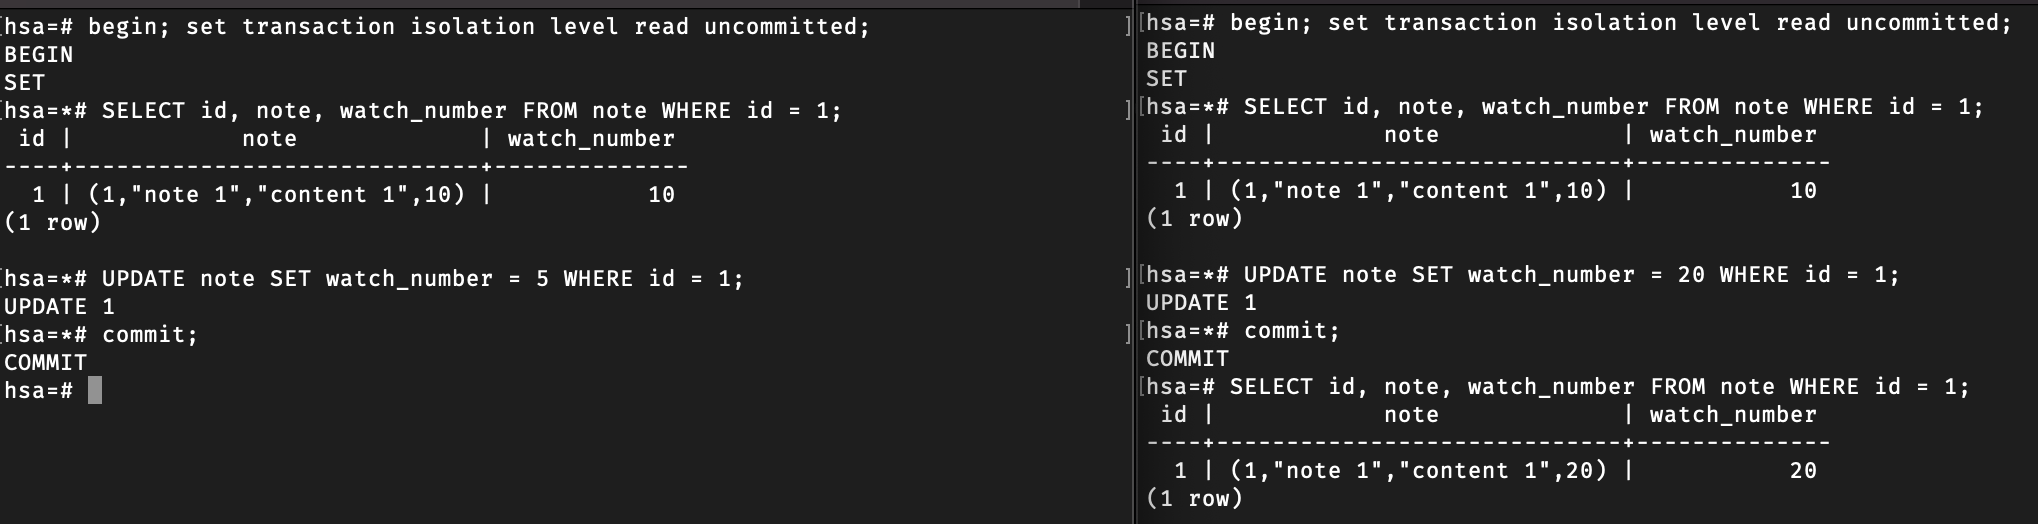 [hsa=# begin; set transaction isolation level read uncommitted; ]
BEGIN
SET
[hsa=*# SELECT id, note, watch_number FROM note WHERE id = 1; ]
 id |             note             | watch_number
----+------------------------------+--------------
  1 | (1,"note 1","content 1",10) |           10
(1 row)

[hsa=*# UPDATE note SET watch_number = 5 WHERE id = 1; ]
UPDATE 1
[hsa=*# commit; ]
COMMIT
hsa=#
[hsa=# begin; set transaction isolation level read uncommitted;
BEGIN
SET
[hsa=*# SELECT id, note, watch_number FROM note WHERE id = 1;
 id |             note             | watch_number
----+------------------------------+--------------
  1 | (1,"note 1","content 1",10) |           10
(1 row)

[hsa=*# UPDATE note SET watch_number = 20 WHERE id = 1;
UPDATE 1
[hsa=*# commit;
COMMIT
[hsa=# SELECT id, note, watch_number FROM note WHERE id = 1;
 id |             note             | watch_number
----+------------------------------+--------------
  1 | (1,"note 1","content 1",20) |           20
(1 row)